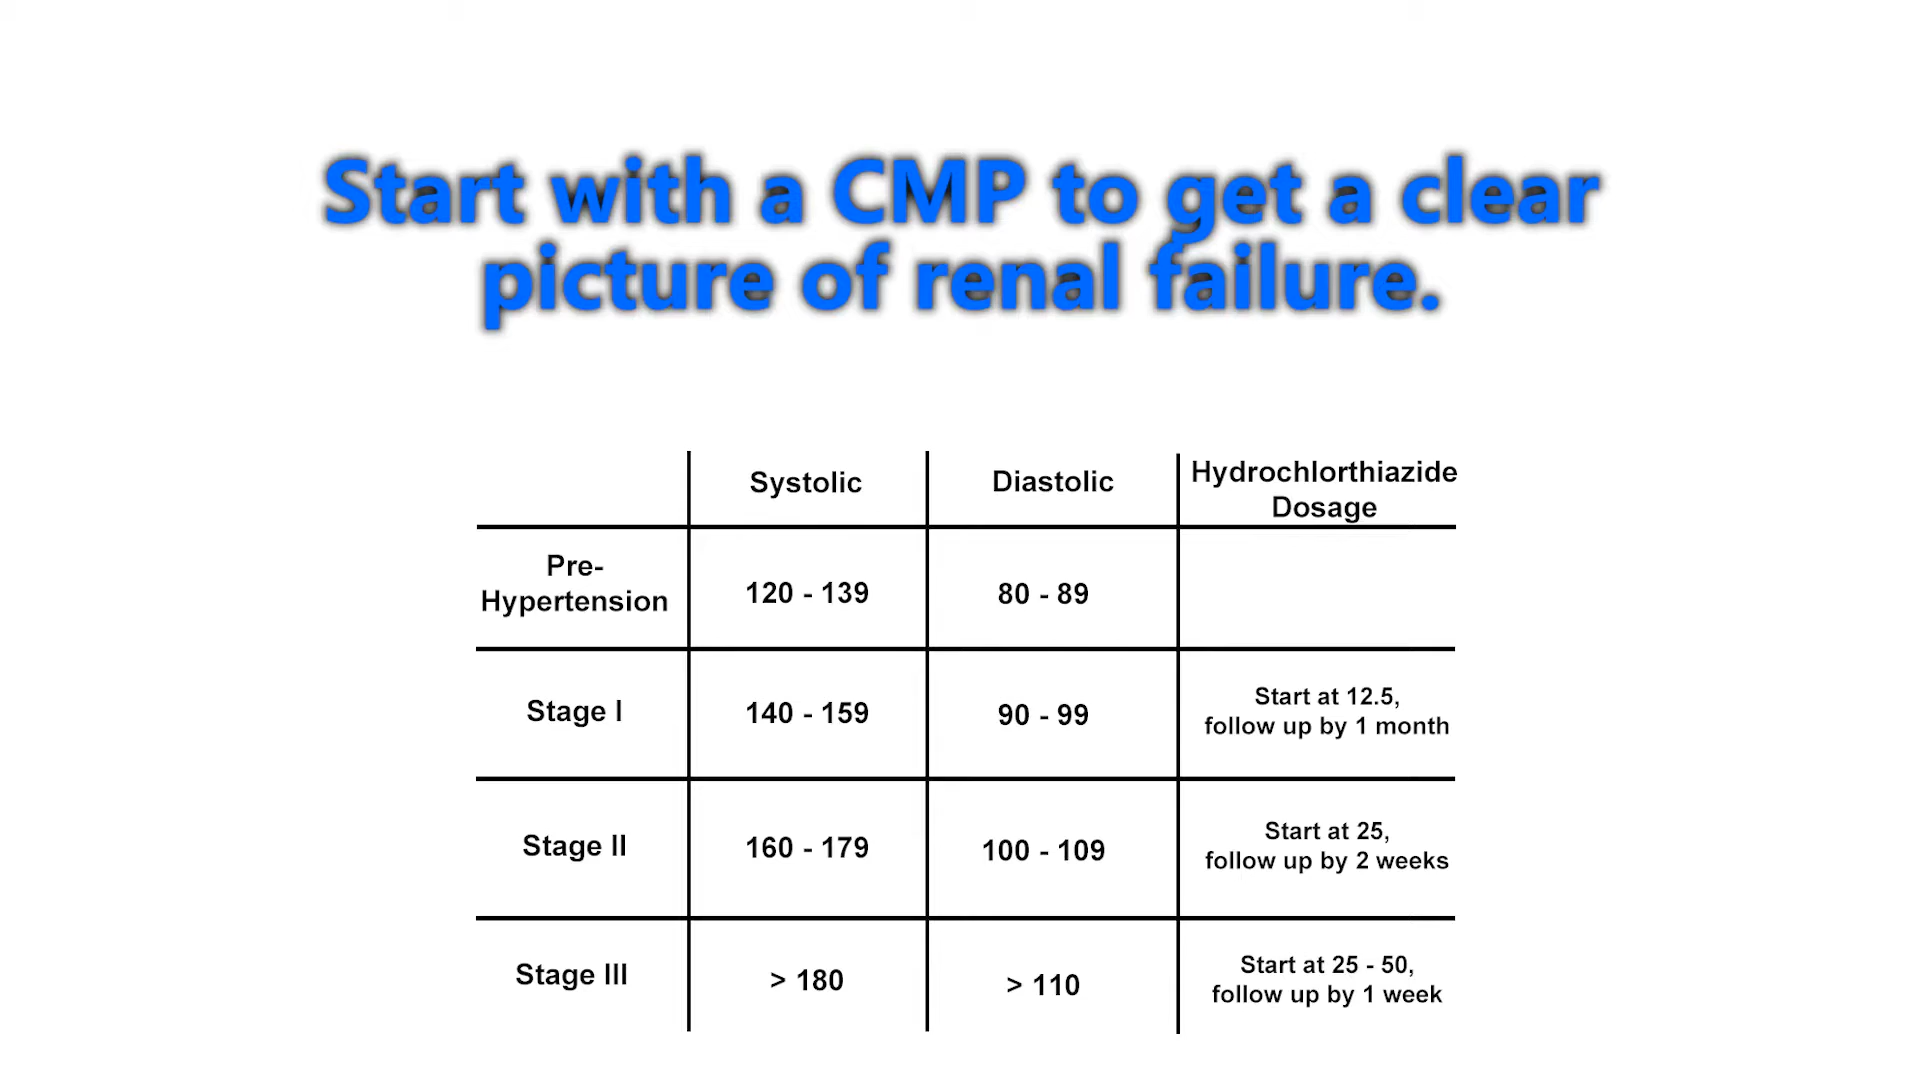 Start with a CMP to get a clear
picture of renal failure.
Systolic
Diastolic
Hydrochlorthiazide
Dosage
Pre-
Hypertension
120 - 139
80 - 89
Stage I
140 - 159
90 - 99
Start at 12.5,
follow up by 1 month
Stage II
160 - 179
100 - 109
Start at 25,
follow up by 2 weeks
Stage III
> 180
> 110
Start at 25 - 50,
follow up by 1 week